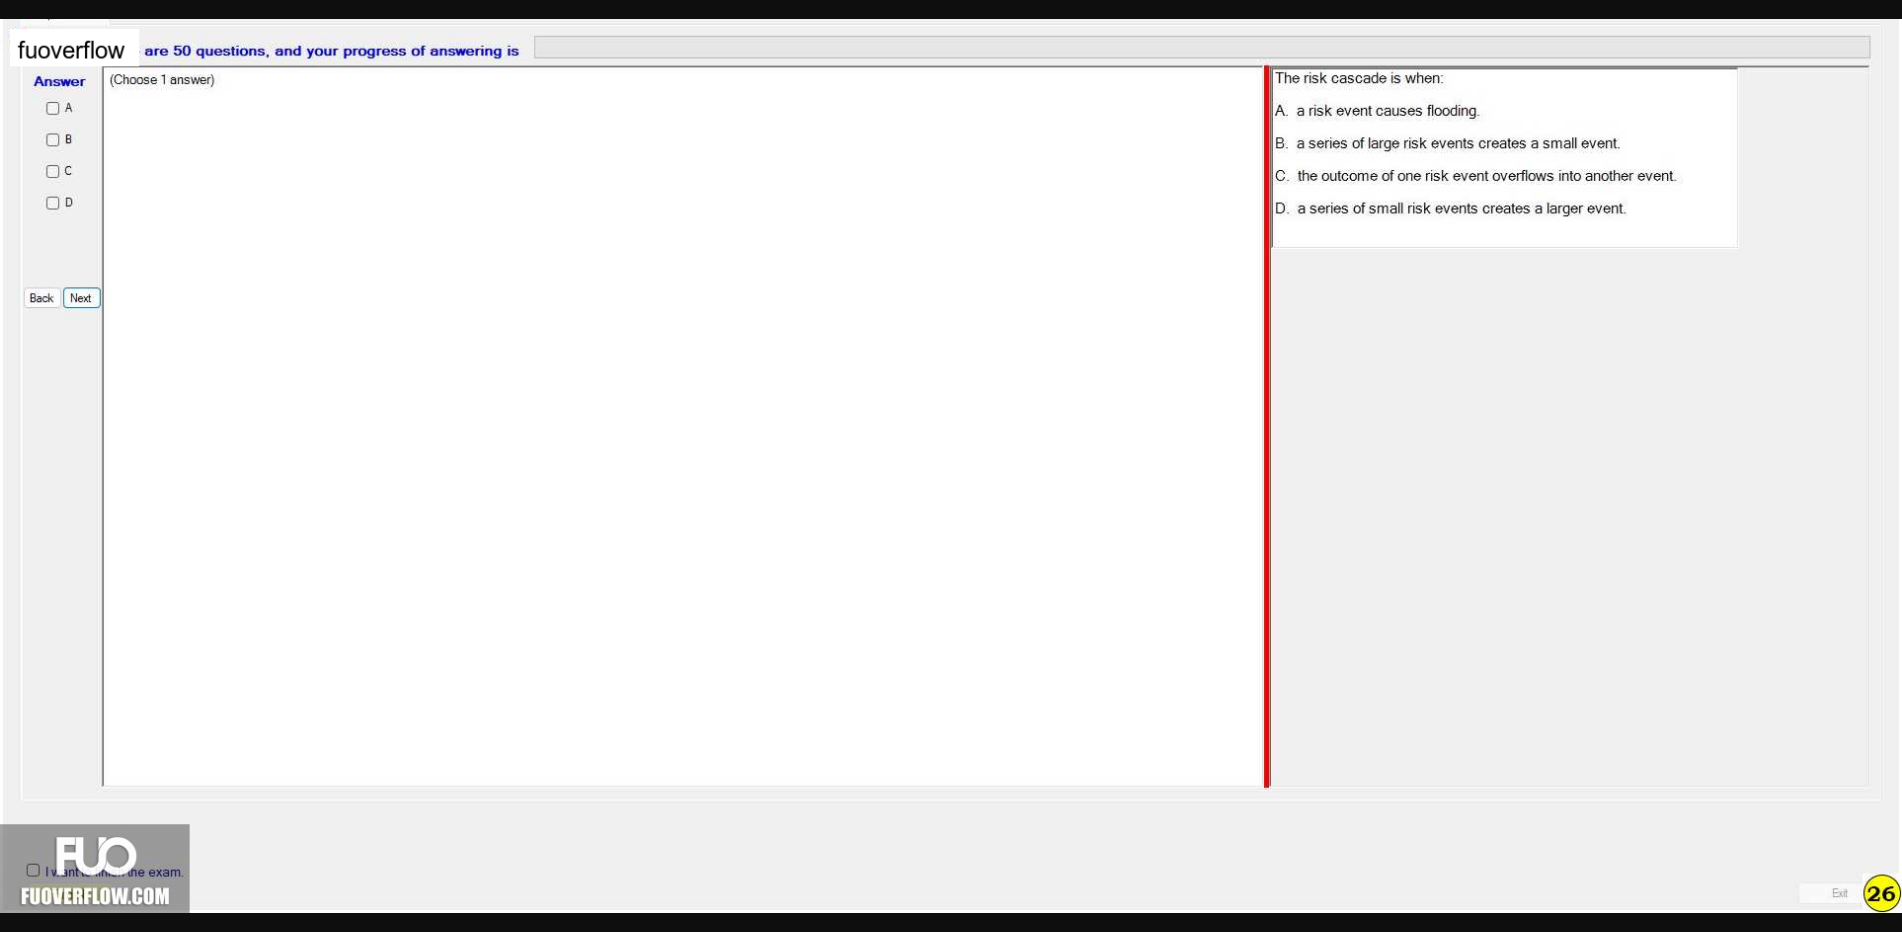 fuoverflow are 50 questions, and your progress of answering is
Answer
(Choose 1 answer)
A
B
C
D
Back Next
The risk cascade is when:
A. a risk event causes flooding.
B. a series of large risk events creates a small event.
C. the outcome of one risk event overflows into another event.
D. a series of small risk events creates a larger event.
FUO
I want to finish the exam.
FUOVERFLOW.COM
Exit
26